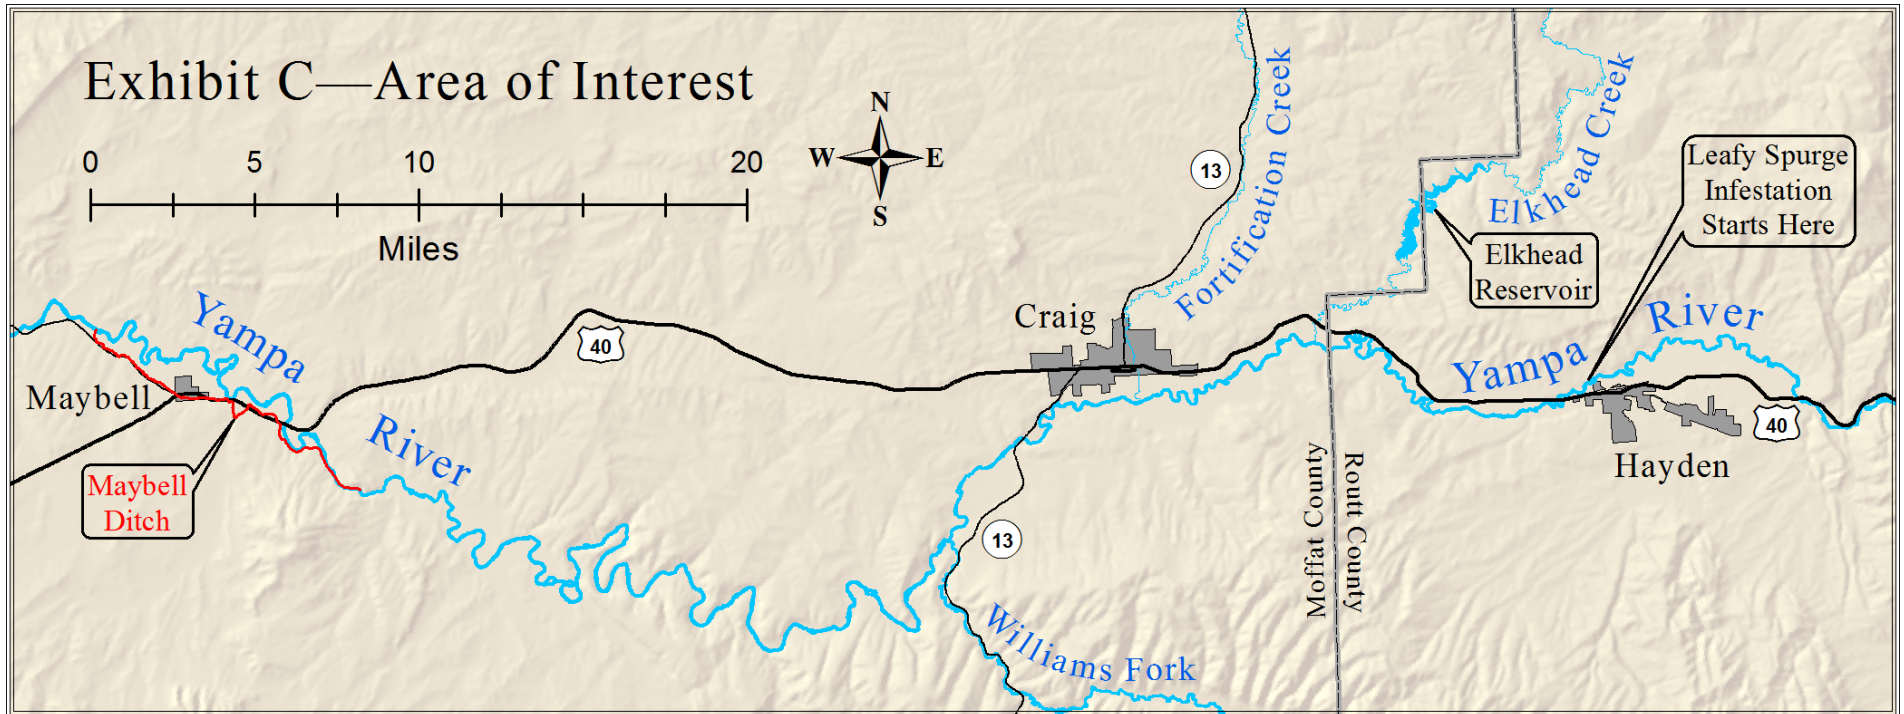 Exhibit C—Area of Interest
0 5 10 20
Miles
N
W E
S
13
Fortification Creek
Elkhead Creek
Leafy Spurge
Infestation
Starts Here
Elkhead
Reservoir
Yampa
River
40
Craig
Yampa
River
Maybell
River
40
Hayden
Maybell
Ditch
13
Moffat County
Routt County
Williams Fork